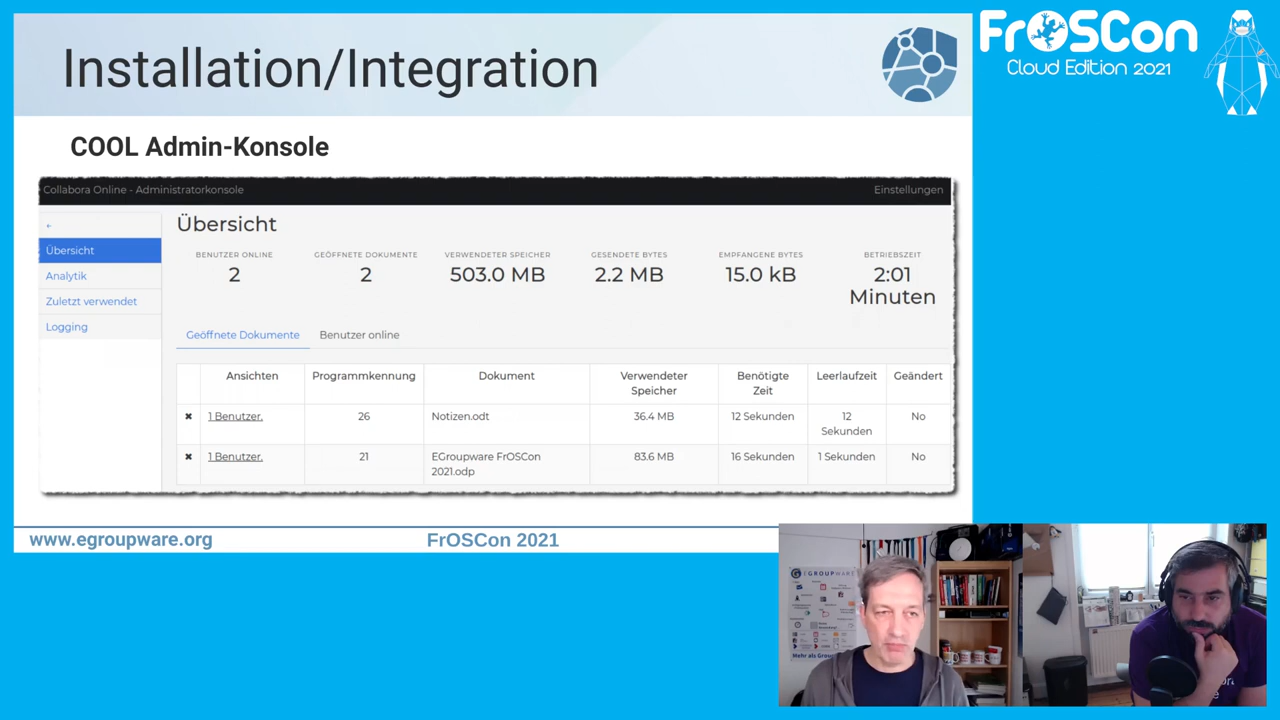 Installation/Integration
FrOSCon
Cloud Edition 2021
COOL Admin-Konsole
Collabora Online - Administratorkonsole
Einstellungen
←
Übersicht
Analytik
Zuletzt verwendet
Logging
Übersicht
BENUTZER ONLINE
2
GEÖFFNETE DOKUMENTE
2
VERWENDETER SPEICHER
503.0 MB
GESENDETE BYTES
2.2 MB
EMPFANGENE BYTES
15.0 kB
BETRIEBSZEIT
2:01
Minuten
Geöffnete Dokumente Benutzer online
Ansichten Programmkennung Dokument Verwendeter Speicher Benötigte Zeit Leerlaufzeit Geändert
✖ 1 Benutzer. 26 Notizen.odt 36.4 MB 12 Sekunden 12 Sekunden No
✖ 1 Benutzer. 21 EGroupware FrOSCon 2021.odp 83.6 MB 16 Sekunden 1 Sekunden No
www.egroupware.org
FrOSCon 2021
EGROUPWARE
Mehr als Group